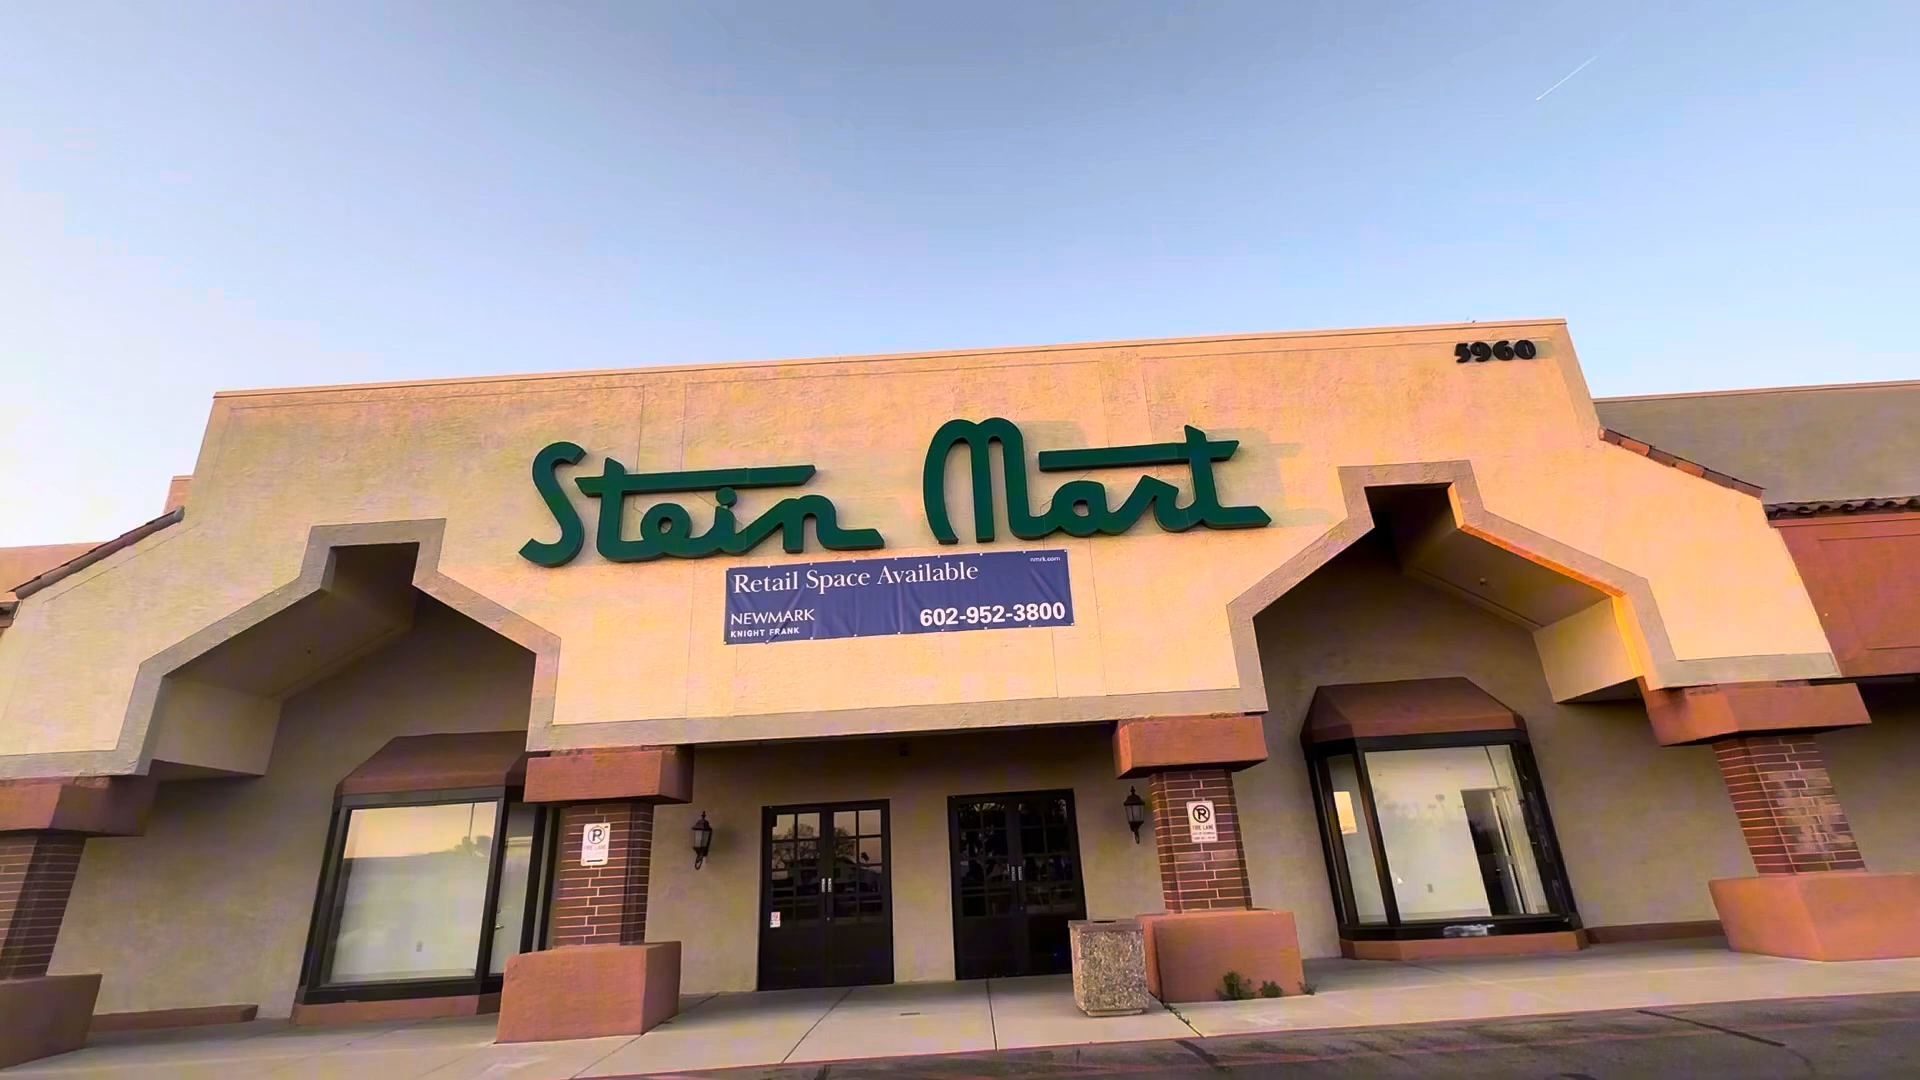 5960
Stein Mart
Retail Space Available
nmrk.com
NEWMARK
KNIGHT FRANK
602-952-3800
FIRE LANE
FIRE LANE